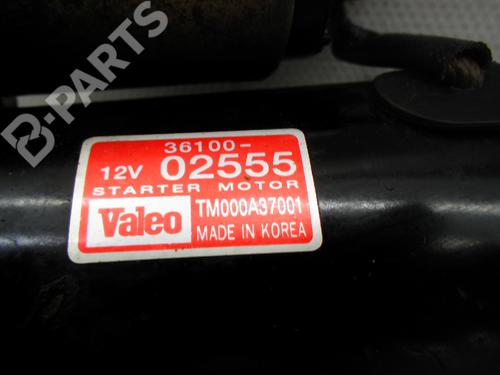 B-PARTS
36100-
12V 02555
STARTER MOTOR
Valeo TM000A37001
MADE IN KOREA